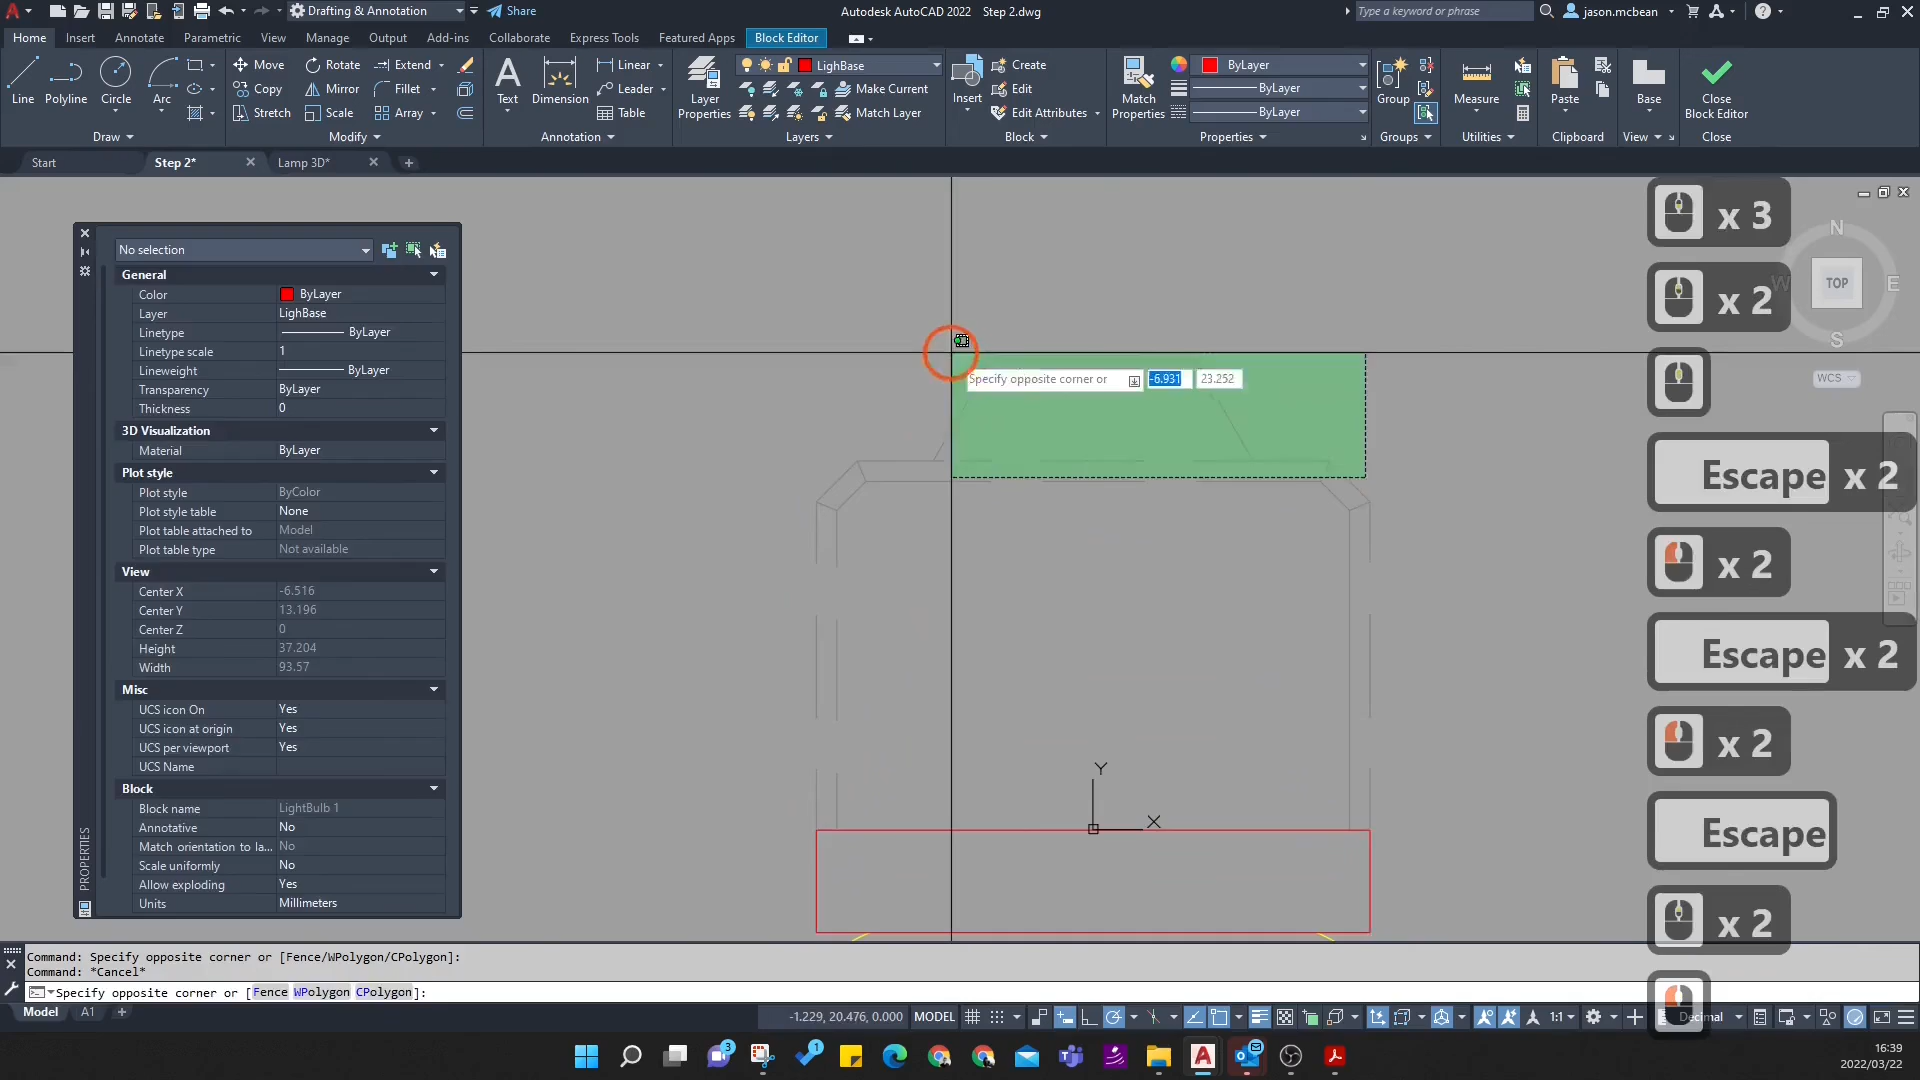 Drafting & Annotation
Share
Autodesk AutoCAD 2022 Step 2.dwg
Type a keyword or phrase
jason.mcbean
Home Insert Annotate Parametric View Manage Output Add-ins Collaborate Express Tools Featured Apps Block Editor
Line Polyline Circle Arc
Move Rotate Extend
Copy Mirror Fillet
Stretch Scale Array
Text Dimension
Linear
Leader
Table
Layer Properties
LighBase
Make Current
Match Layer
Insert
Create
Edit
Edit Attributes
Match Properties
ByLayer
ByLayer
ByLayer
Group
Measure
Paste
Base
Close Block Editor
Draw Modify Annotation Layers Block Properties Groups Utilities Clipboard View Close
Start Step 2* Lamp 3D*
No selection
General
Color ByLayer
Layer LighBase
Linetype ByLayer
Linetype scale 1
Lineweight ByLayer
Transparency ByLayer
Thickness 0
3D Visualization
Material ByLayer
Plot style
Plot style ByColor
Plot style table None
Plot table attached to Model
Plot table type Not available
View
Center X -6.516
Center Y 13.196
Center Z 0
Height 37.204
Width 93.57
Misc
UCS icon On Yes
UCS icon at origin Yes
UCS per viewport Yes
UCS Name
Block
Block name LightBulb 1
Annotative No
Match orientation to la... No
Scale uniformly No
Allow exploding Yes
Units Millimeters
PROPERTIES
Specify opposite corner or -6.931 23.252
Y
X
N
W TOP E
S
WCS
x 3
x 2
Escape x 2
x 2
Escape x 2
x 2
Escape
x 2
Command: Specify opposite corner or [Fence/WPolygon/CPolygon]:
Command: *Cancel*
Specify opposite corner or [Fence WPolygon CPolygon]:
Model A1
-1.229, 20.476, 0.000 MODEL
1:1
Decimal
3
1
16:39
2022/03/22